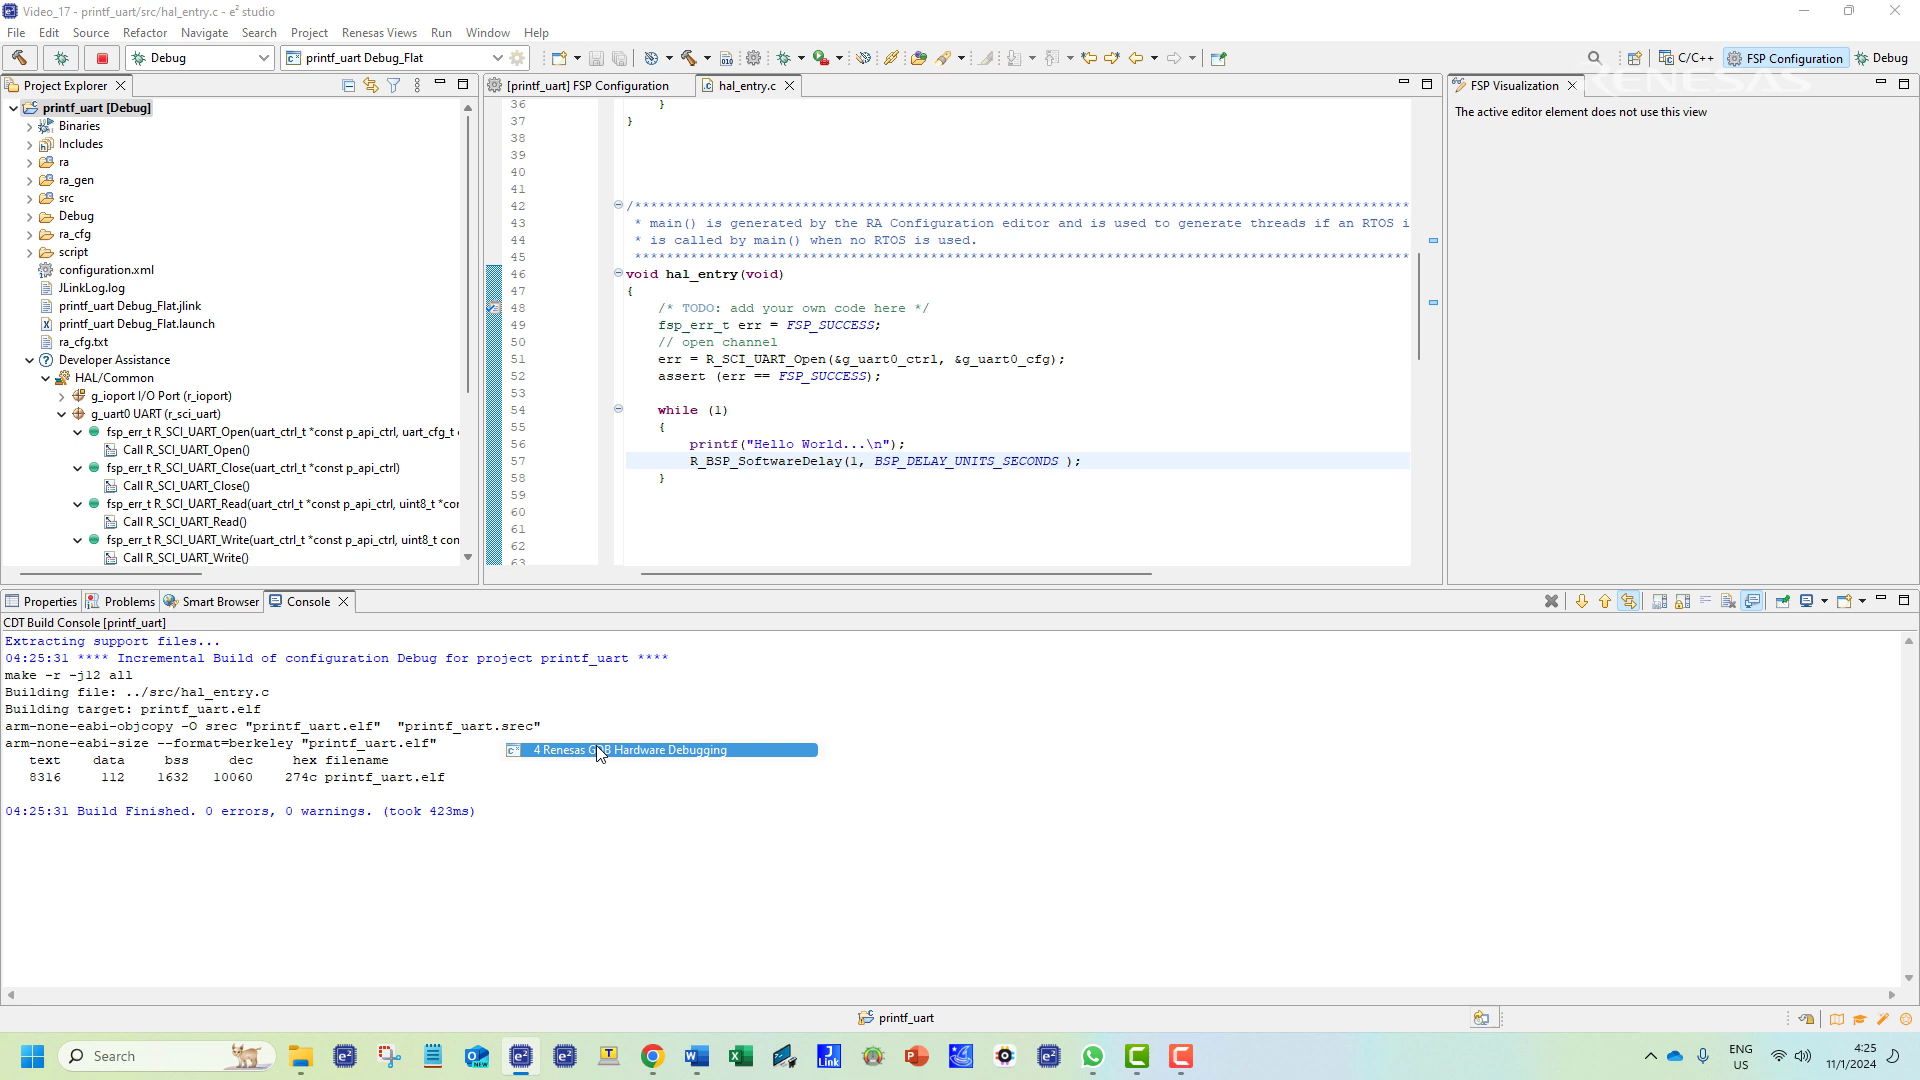 Video_17 - printf_uart/src/hal_entry.c - e² studio
File Edit Source Refactor Navigate Search Project Renesas Views Run Window Help
Debug printf_uart Debug_Flat C/C++ FSP Configuration Debug
RENESAS
Project Explorer
printf_uart [Debug]
Binaries
Includes
ra
ra_gen
src
Debug
ra_cfg
script
configuration.xml
JLinkLog.log
printf_uart Debug_Flat.jlink
printf_uart Debug_Flat.launch
ra_cfg.txt
Developer Assistance
HAL/Common
g_ioport I/O Port (r_ioport)
g_uart0 UART (r_sci_uart)
fsp_err_t R_SCI_UART_Open(uart_ctrl_t *const p_api_ctrl, uart_cfg_t
Call R_SCI_UART_Open()
fsp_err_t R_SCI_UART_Close(uart_ctrl_t *const p_api_ctrl)
Call R_SCI_UART_Close()
fsp_err_t R_SCI_UART_Read(uart_ctrl_t *const p_api_ctrl, uint8_t *cor
Call R_SCI_UART_Read()
fsp_err_t R_SCI_UART_Write(uart_ctrl_t *const p_api_ctrl, uint8_t con
Call R_SCI_UART_Write()
[printf_uart] FSP Configuration hal_entry.c
36 }
37 }
38
39
40
41
42 /************************************************************************************************
43 * main() is generated by the RA Configuration editor and is used to generate threads if an RTOS i
44 * is called by main() when no RTOS is used.
45 ************************************************************************************************
46 void hal_entry(void)
47 {
48 /* TODO: add your own code here */
49 fsp_err_t err = FSP_SUCCESS;
50 // open channel
51 err = R_SCI_UART_Open(&g_uart0_ctrl, &g_uart0_cfg);
52 assert (err == FSP_SUCCESS);
53
54 while (1)
55 {
56 printf("Hello World...\n");
57 R_BSP_SoftwareDelay(1, BSP_DELAY_UNITS_SECONDS );
58 }
59
60
61
62
63
FSP Visualization
The active editor element does not use this view
Properties Problems Smart Browser Console
CDT Build Console [printf_uart]
Extracting support files...
04:25:31 **** Incremental Build of configuration Debug for project printf_uart ****
make -r -j12 all
Building file: ../src/hal_entry.c
Building target: printf_uart.elf
arm-none-eabi-objcopy -O srec "printf_uart.elf" "printf_uart.srec"
arm-none-eabi-size --format=berkeley "printf_uart.elf"
text data bss dec hex filename
8316 112 1632 10060 274c printf_uart.elf
04:25:31 Build Finished. 0 errors, 0 warnings. (took 423ms)
4 Renesas GDB Hardware Debugging
printf_uart
Search
ENG
US
4:25
11/1/2024